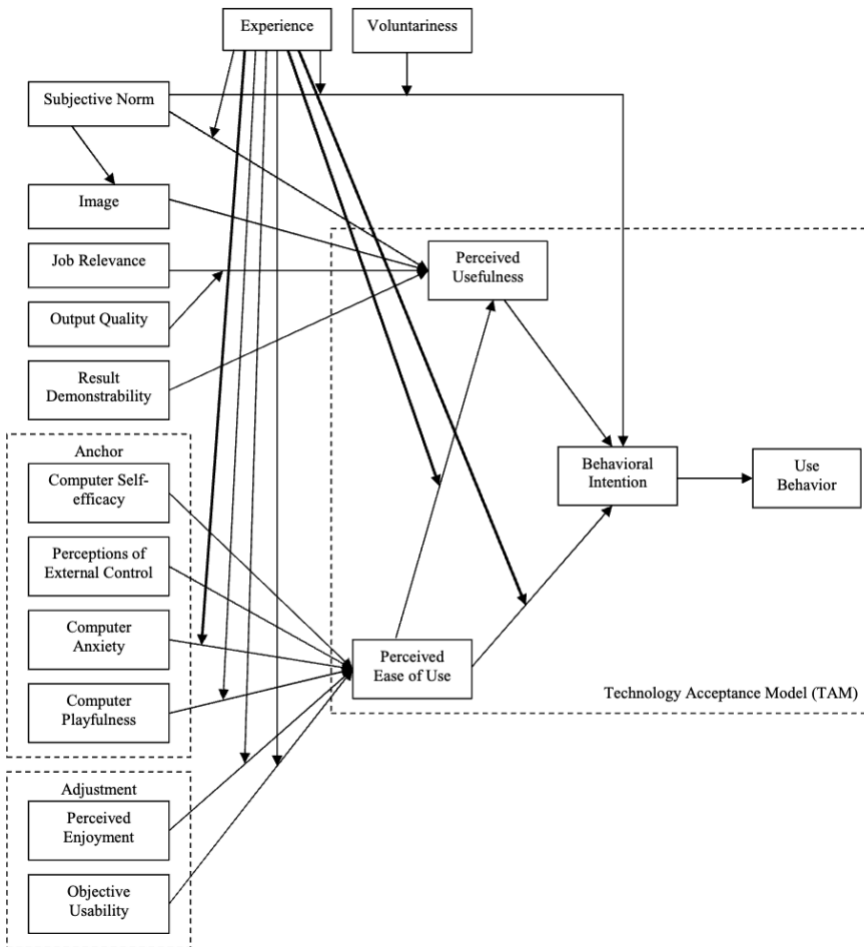 Experience
Voluntariness
Subjective Norm
Image
Job Relevance
Output Quality
Result
Demonstrability
Perceived
Usefulness
Anchor
Computer Self-
efficacy
Perceptions of
External Control
Computer
Anxiety
Computer
Playfulness
Behavioral
Intention
Use
Behavior
Perceived
Ease of Use
Technology Acceptance Model (TAM)
Adjustment
Perceived
Enjoyment
Objective
Usability